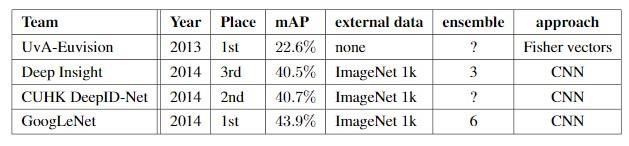 Team Year Place mAP external data ensemble approach
UvA-Euvision 2013 1st 22.6% none ? Fisher vectors
Deep Insight 2014 3rd 40.5% ImageNet 1k 3 CNN
CUHK DeepID-Net 2014 2nd 40.7% ImageNet 1k ? CNN
GoogLeNet 2014 1st 43.9% ImageNet 1k 6 CNN